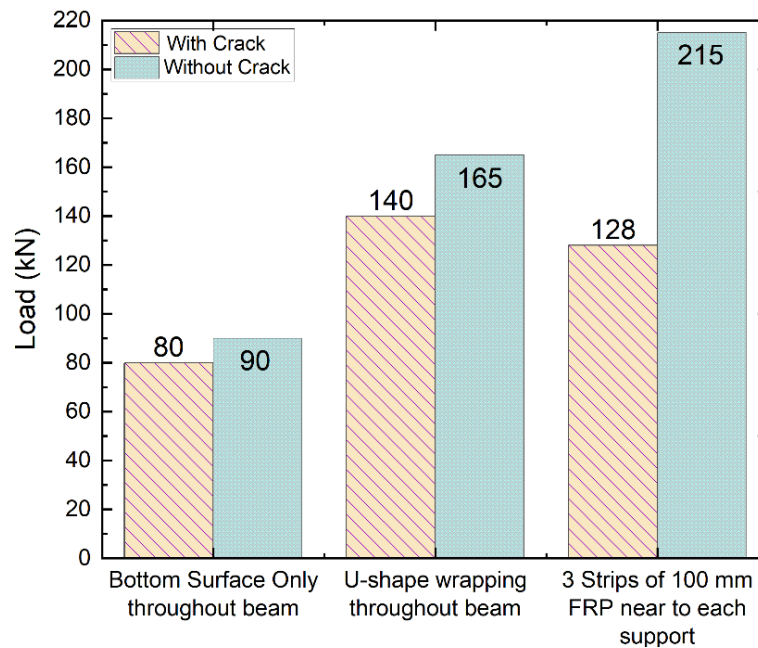 220
200
180
160
140
120
100
80
60
40
20
0
Load (kN)
With Crack
Without Crack
80
90
140
165
128
215
Bottom Surface Only
throughout beam
U-shape wrapping
throughout beam
3 Strips of 100 mm
FRP near to each
support